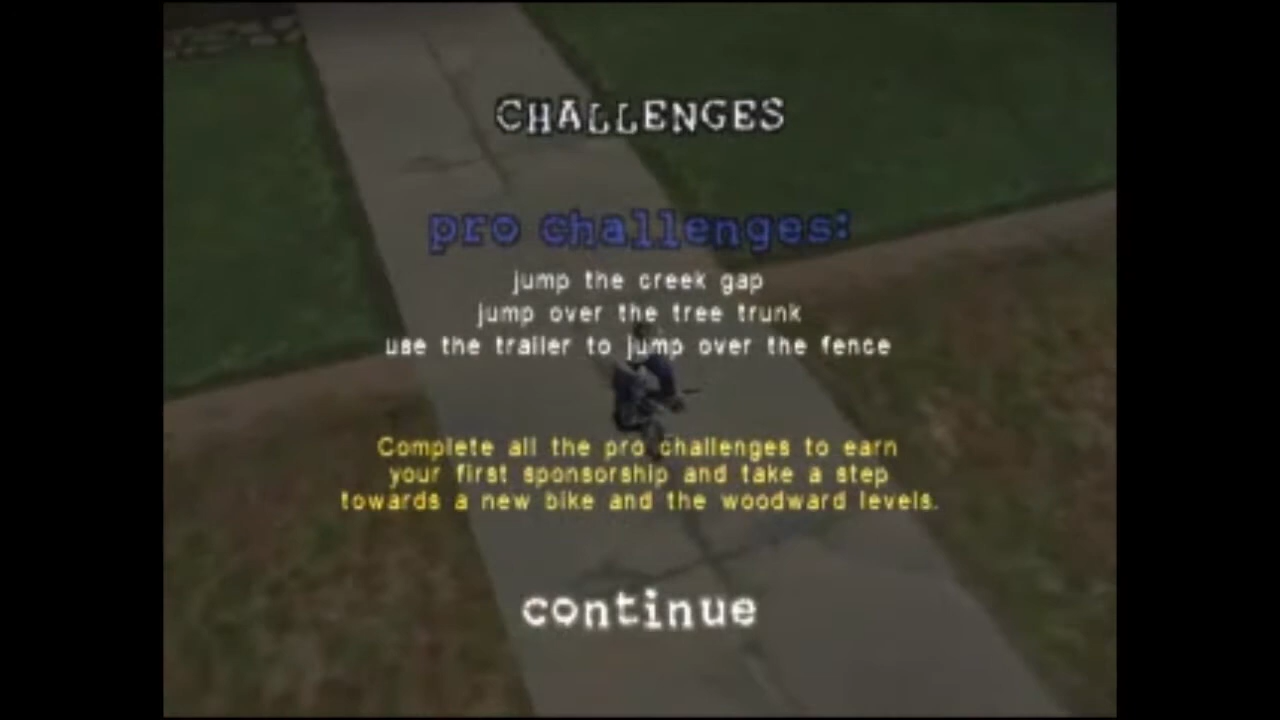 CHALLENGES
pro challenges:
jump the creek gap
jump over the tree trunk
use the trailer to jump over the fence
Complete all the pro challenges to earn
your first sponsorship and take a step
towards a new bike and the woodward levels.
continue